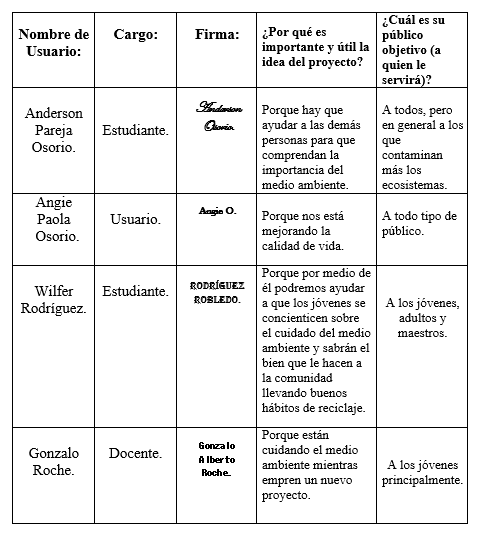 Nombre de
Usuario:
Cargo:
Firma:
¿Por qué es
importante y útil la
idea del proyecto?
¿Cuál es su
público
objetivo (a
quien le
servirá)?
Anderson
Pareja
Osorio.
Estudiante.
Anderson
Osorio.
Porque hay que
ayudar a las demás
personas para que
comprendan la
importancia del
medio ambiente.
A todos, pero
en general a los
que
contaminan
más los
ecosistemas.
Angie
Paola
Osorio.
Usuario.
Angie O.
Porque nos está
mejorando la
calidad de vida.
A todo tipo de
público.
Wilfer
Rodríguez.
Estudiante.
RODRÍGUEZ
ROBLEDO.
Porque por medio de
él podremos ayudar
a que los jóvenes se
concienticen sobre
el cuidado del medio
ambiente y sabrán el
bien que le hacen a
la comunidad
llevando buenos
hábitos de reciclaje.
A los jóvenes,
adultos y
maestros.
Gonzalo
Roche.
Docente.
Gonzalo
Alberto
Roche.
Porque están
cuidando el medio
ambiente mientras
empren un nuevo
proyecto.
A los jóvenes
principalmente.